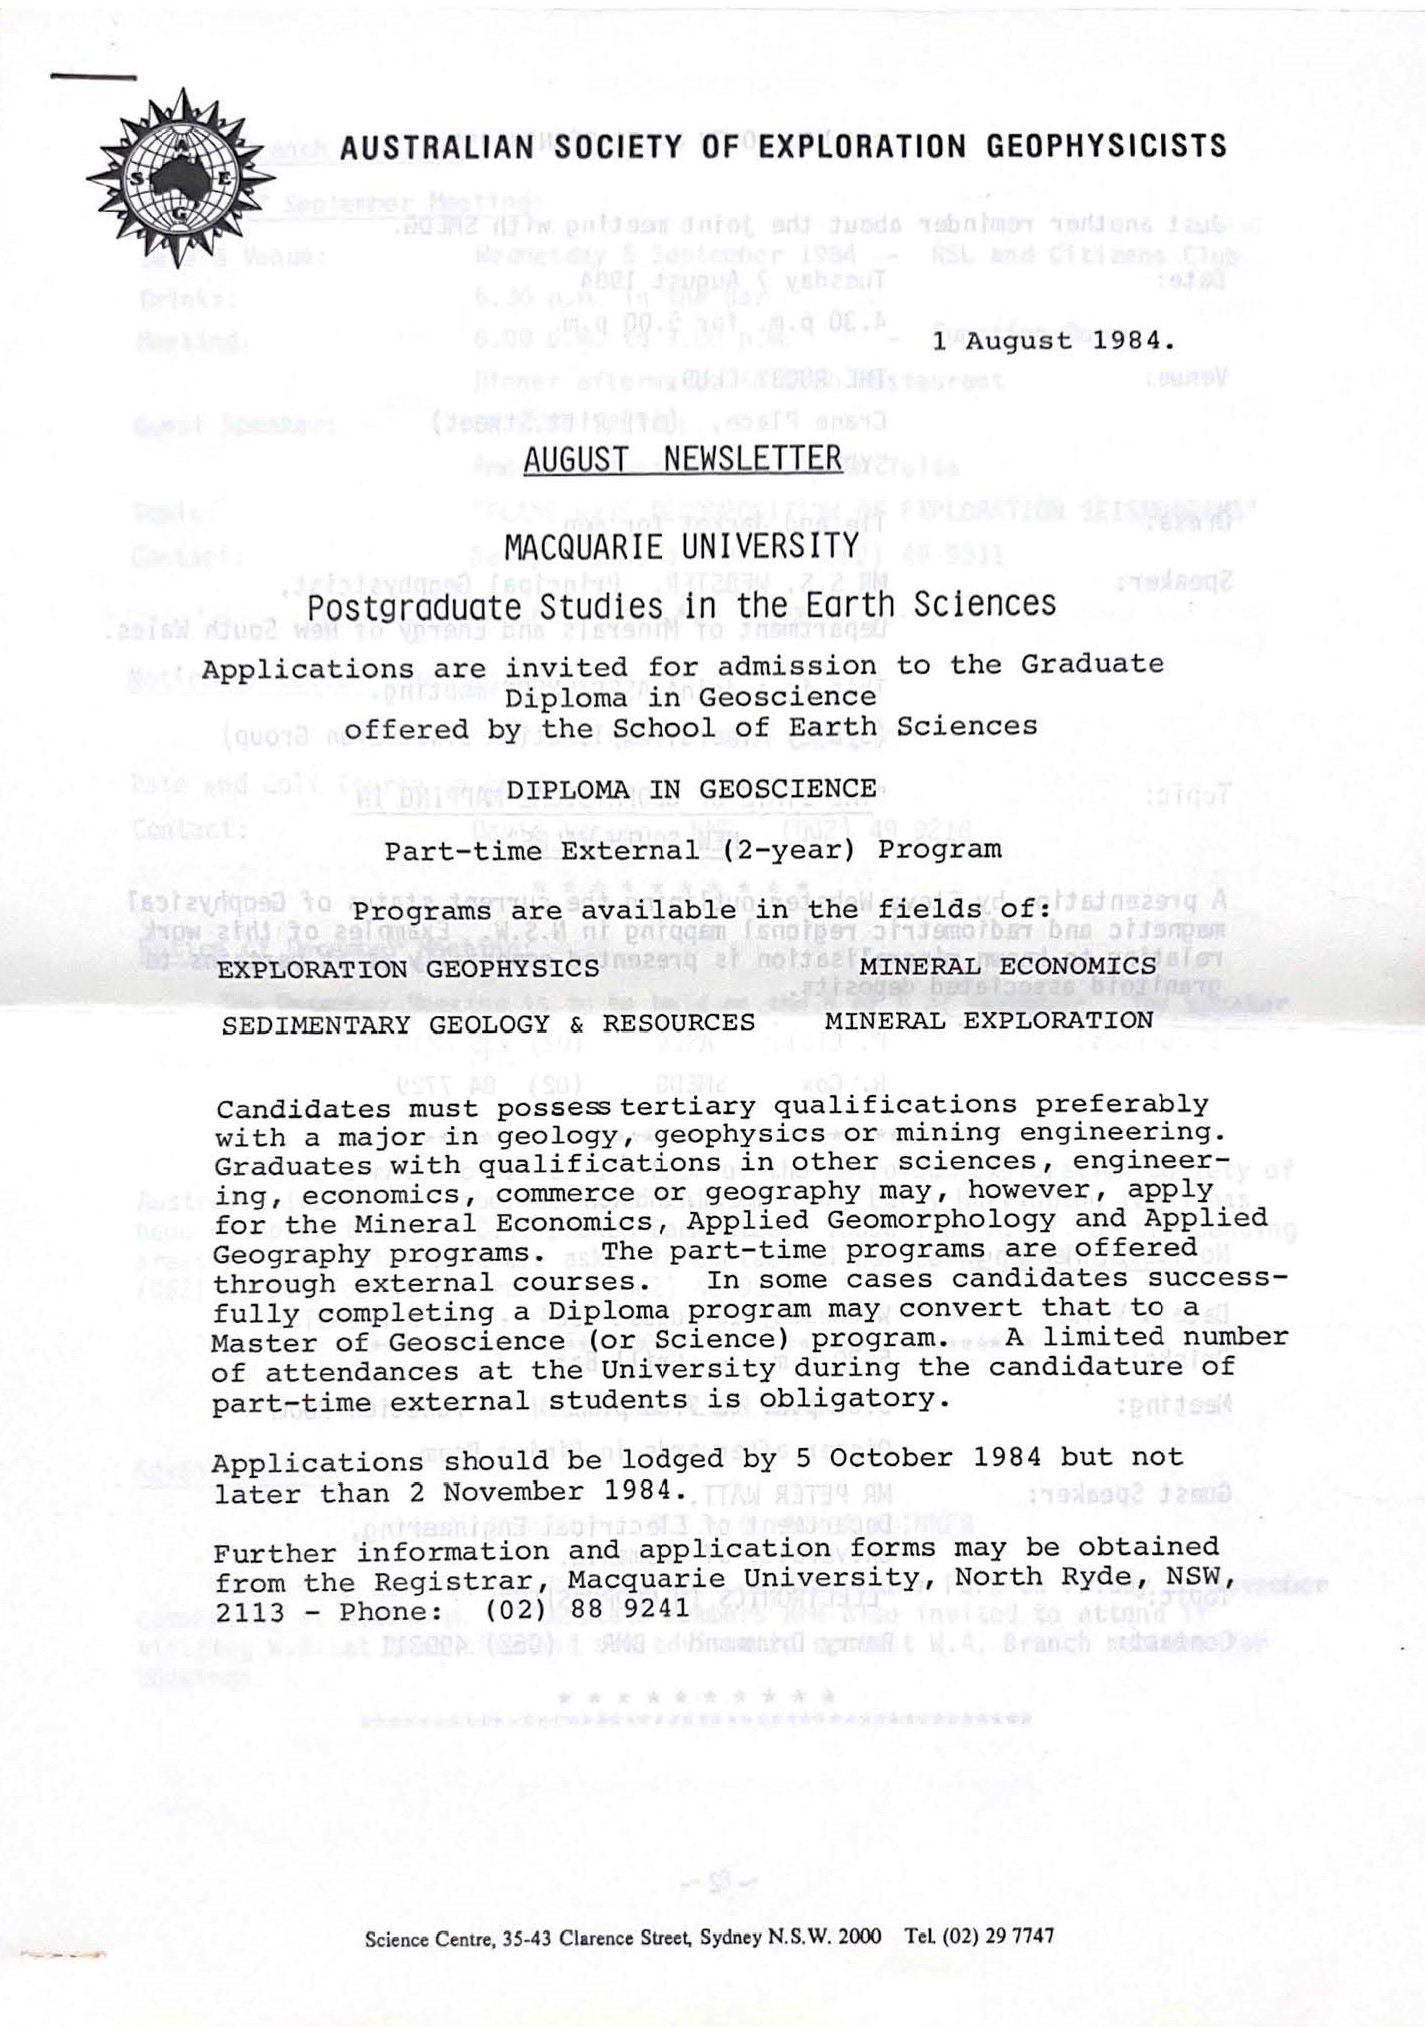 AUSTRALIAN SOCIETY OF EXPLORATION GEOPHYSICISTS
A
S E
G
1 August 1984.
AUGUST NEWSLETTER
MACQUARIE UNIVERSITY
Postgraduate Studies in the Earth Sciences
Applications are invited for admission to the Graduate
Diploma in Geoscience
offered by the School of Earth Sciences
DIPLOMA IN GEOSCIENCE
Part-time External (2-year) Program
Programs are available in the fields of:
EXPLORATION GEOPHYSICS MINERAL ECONOMICS
SEDIMENTARY GEOLOGY & RESOURCES MINERAL EXPLORATION
Candidates must possess tertiary qualifications preferably
with a major in geology, geophysics or mining engineering.
Graduates with qualifications in other sciences, engineer-
ing, economics, commerce or geography may, however, apply
for the Mineral Economics, Applied Geomorphology and Applied
Geography programs. The part-time programs are offered
through external courses. In some cases candidates success-
fully completing a Diploma program may convert that to a
Master of Geoscience (or Science) program. A limited number
of attendances at the University during the candidature of
part-time external students is obligatory.
Applications should be lodged by 5 October 1984 but not
later than 2 November 1984.
Further information and application forms may be obtained
from the Registrar, Macquarie University, North Ryde, NSW,
2113 - Phone: (02) 88 9241
Science Centre, 35-43 Clarence Street, Sydney N.S.W. 2000 Tel. (02) 29 7747